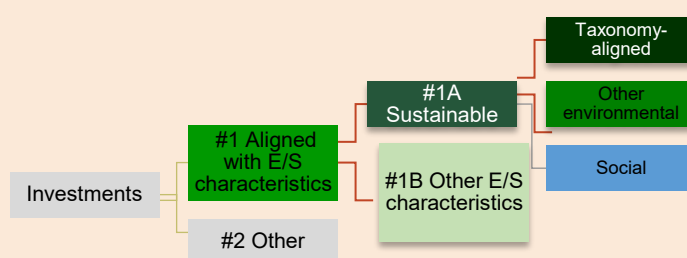 Taxonomy-
aligned
#1A
Sustainable
Other
environmental
#1 Aligned
with E/S
characteristics
Social
#1B Other E/S
characteristics
Investments
#2 Other